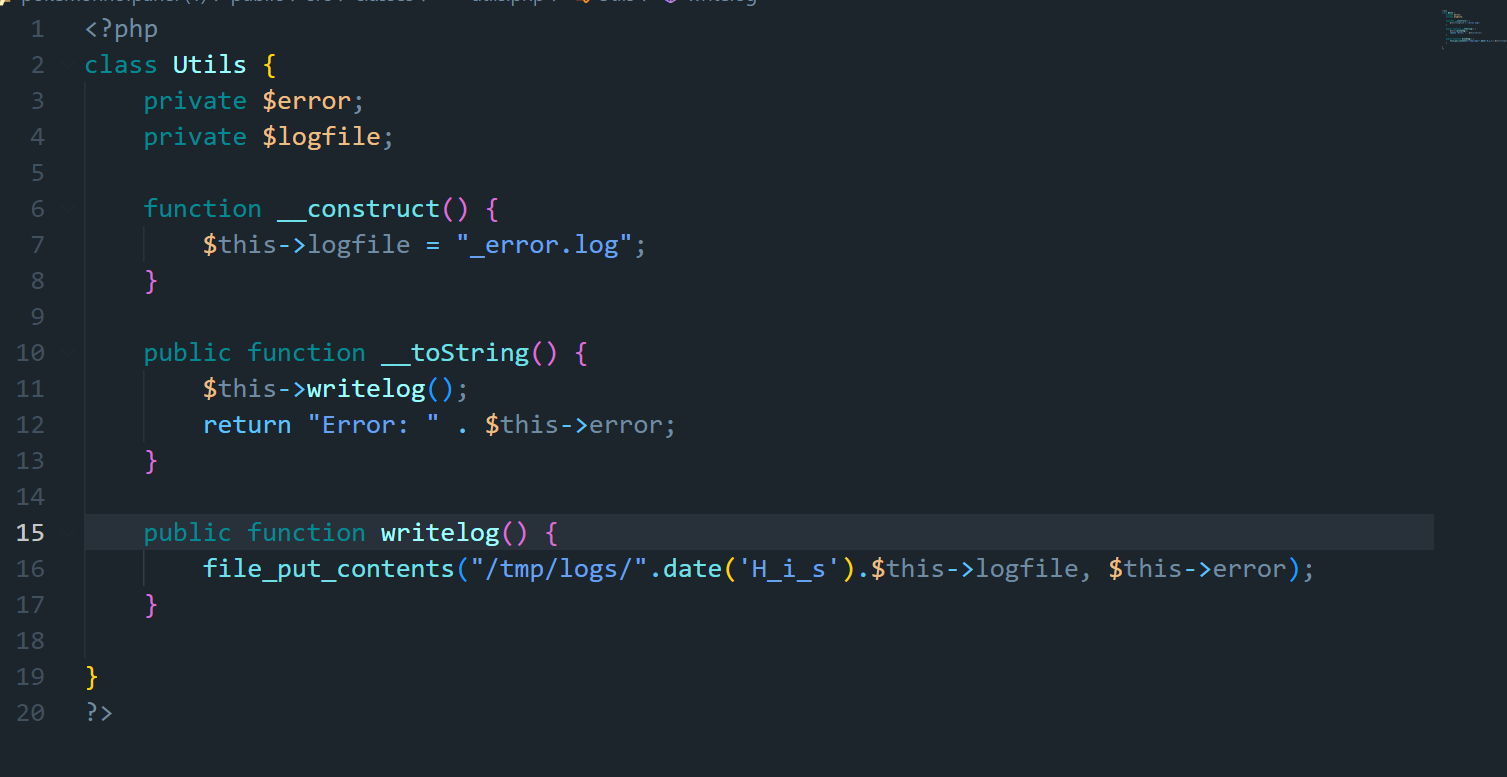 1 <?php
2 class Utils {
3     private $error;
4     private $logfile;
5
6     function __construct() {
7         $this->logfile = "_error.log";
8     }
9
10     public function __toString() {
11         $this->writelog();
12         return "Error: " . $this->error;
13     }
14
15     public function writelog() {
16         file_put_contents("/tmp/logs/".date('H_i_s').$this->logfile, $this->error);
17     }
18
19 }
20 ?>